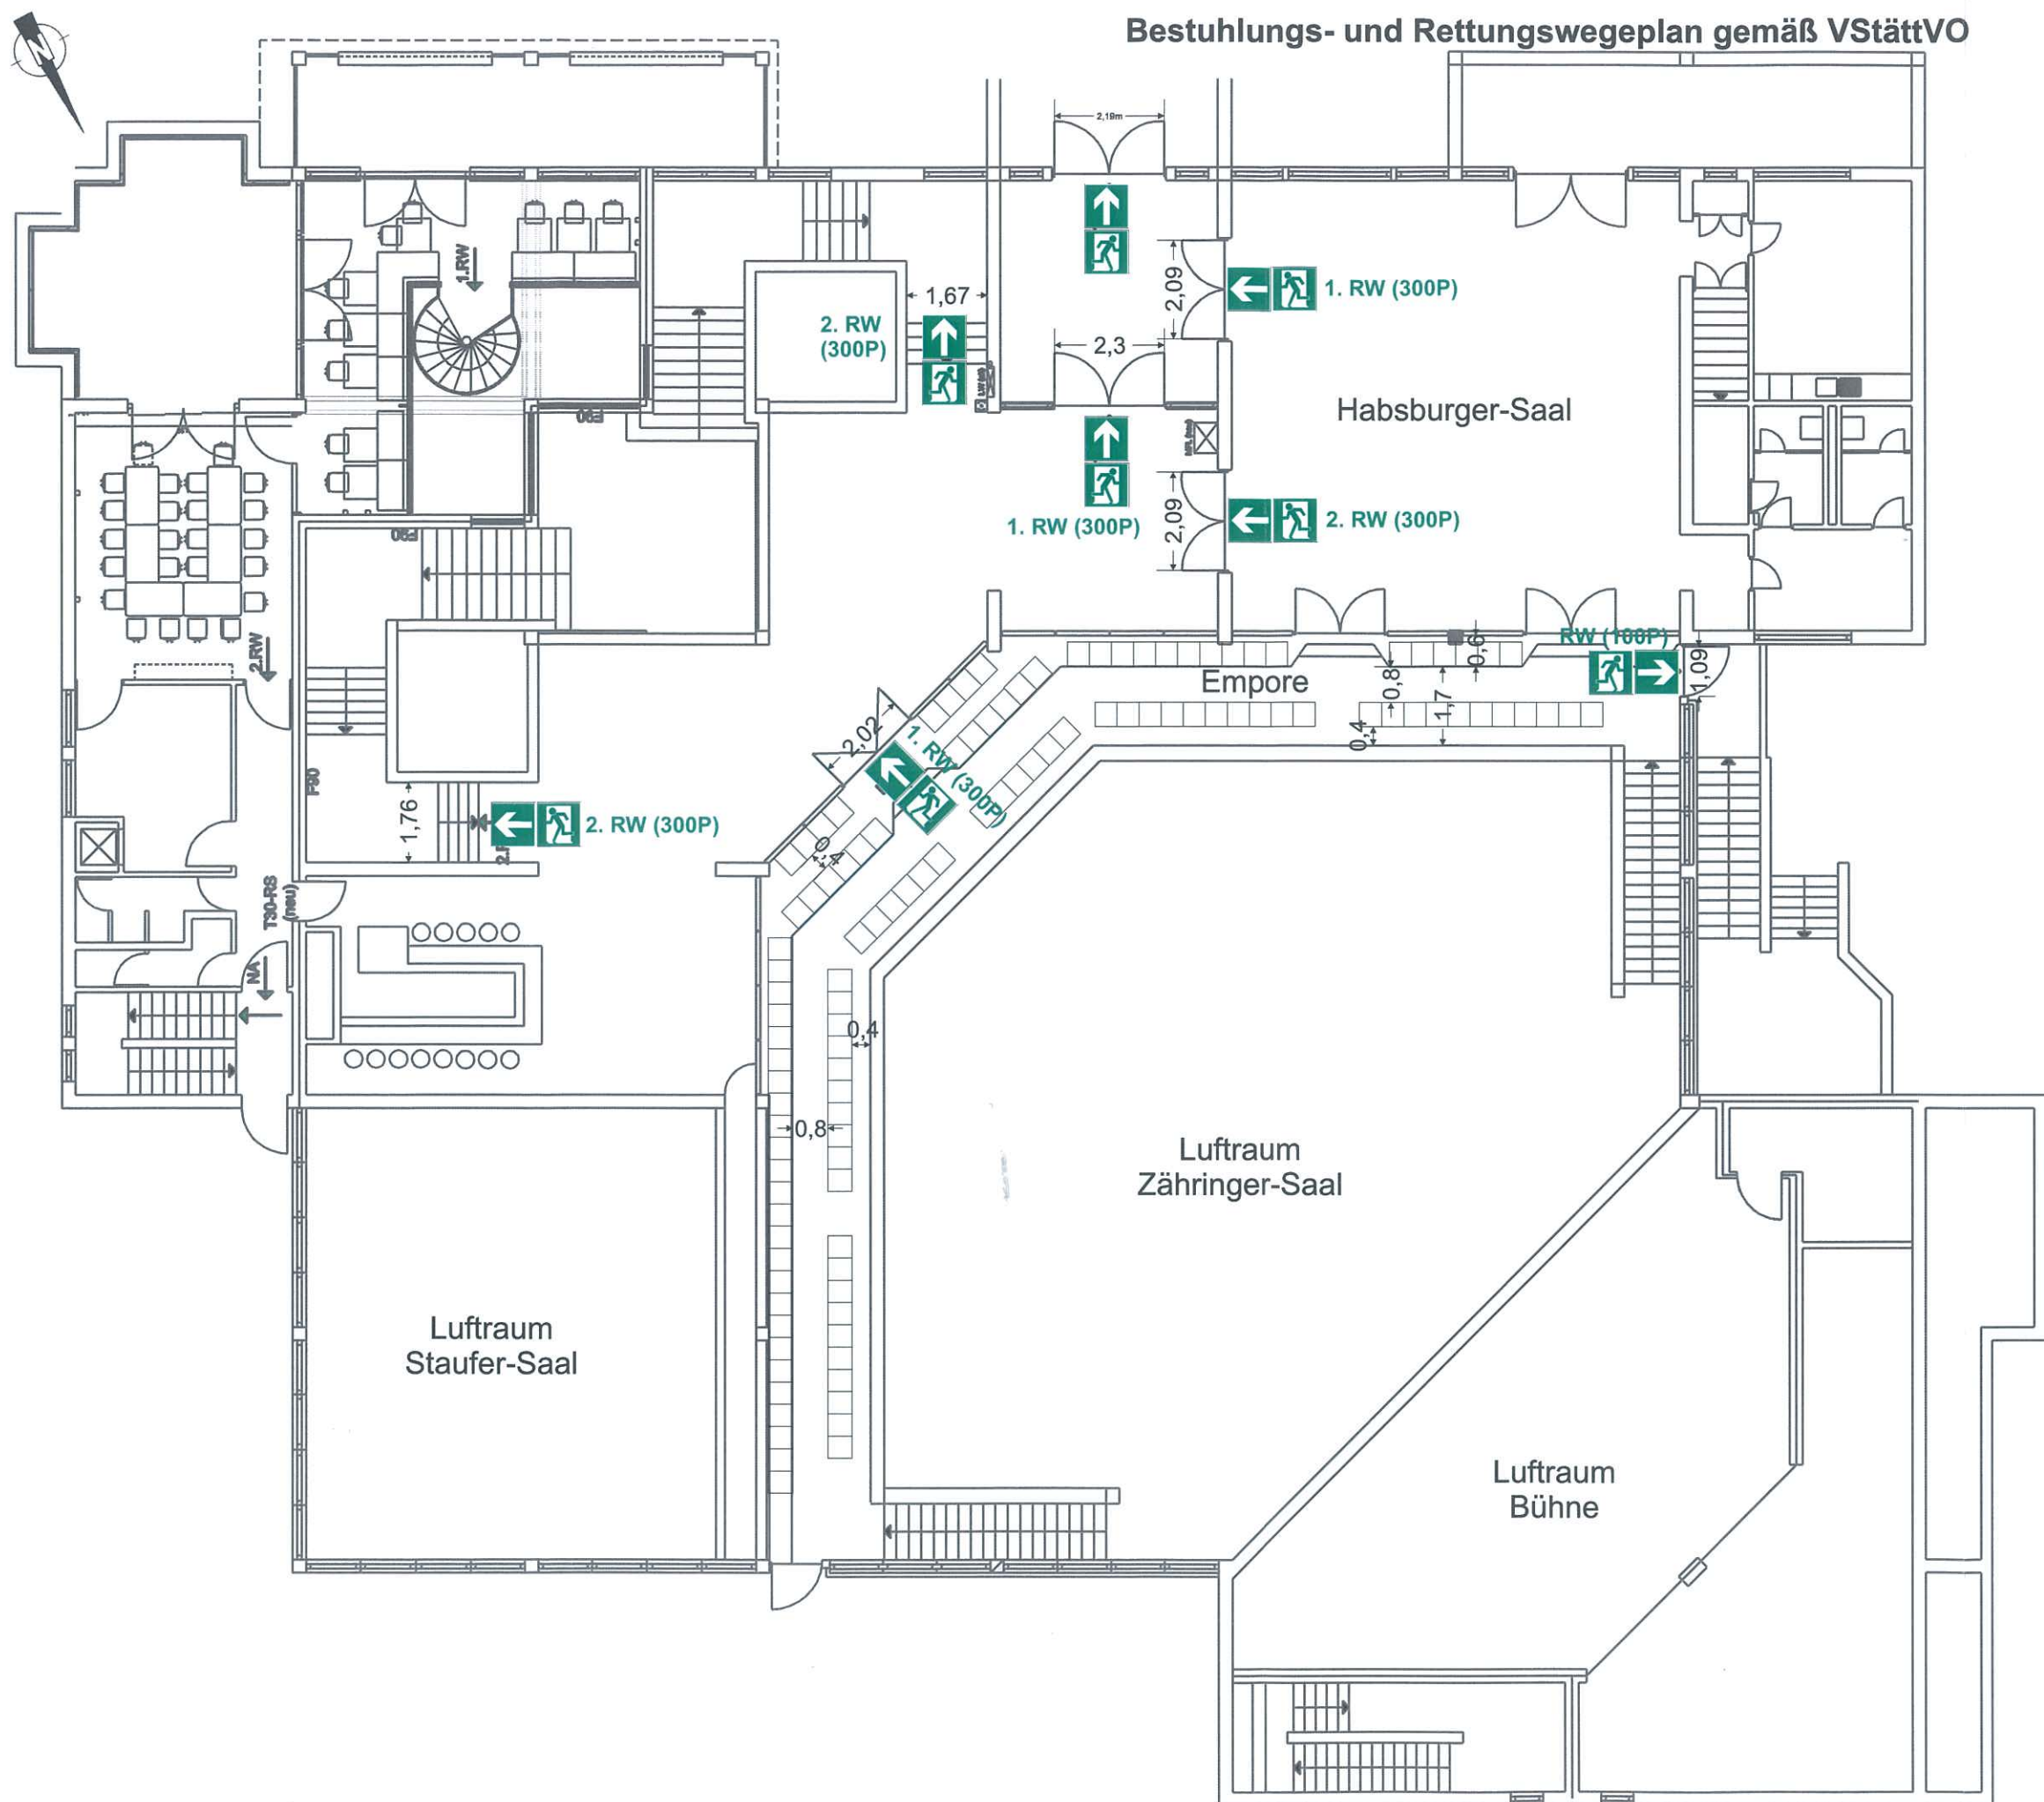 Bestuhlungs- und Rettungswegeplan gemäß VStättVO
2,19m
1.RW
1,67
2,09
1. RW (300P)
2. RW
(300P)
2,3
Habsburger-Saal
F90
1. RW (300P)
2,09
2. RW (300P)
F90
2.RW
RW (100P)
0,6
1,09
Empore
0,8
1,7
0,4
2,02
1. RW (300P)
F90
1,76
2. RW (300P)
0,4
T30-RS
(neu)
NA
0,4
0,8
Luftraum
Zähringer-Saal
Luftraum
Staufer-Saal
Luftraum
Bühne